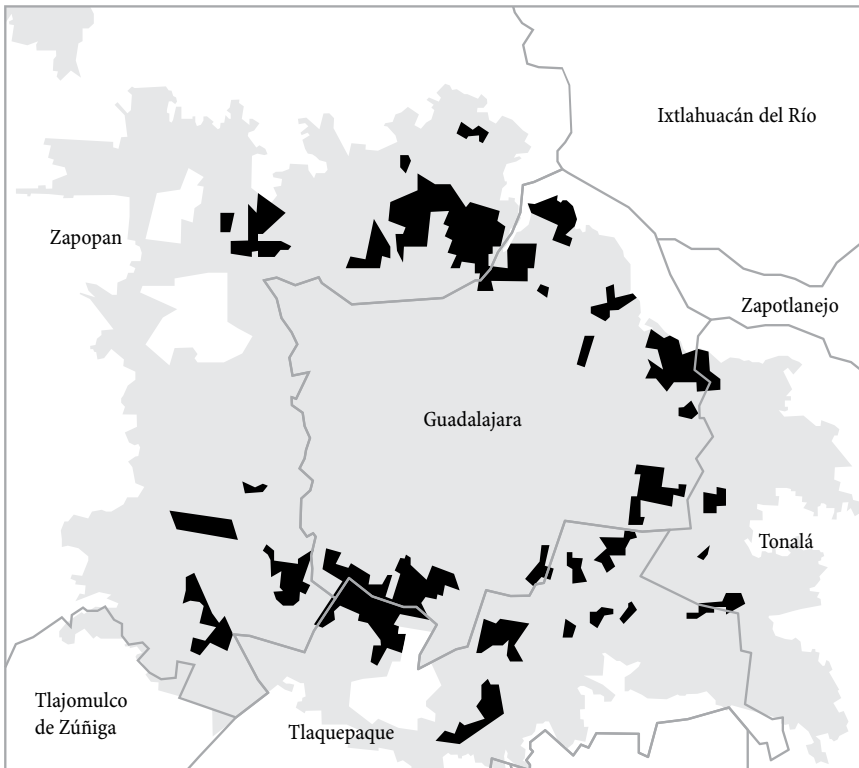 Ixtlahuacán del Río
Zapopan
Zapotlanejo
Guadalajara
Tonalá
Tlajomulco
de Zúñiga
Tlaquepaque